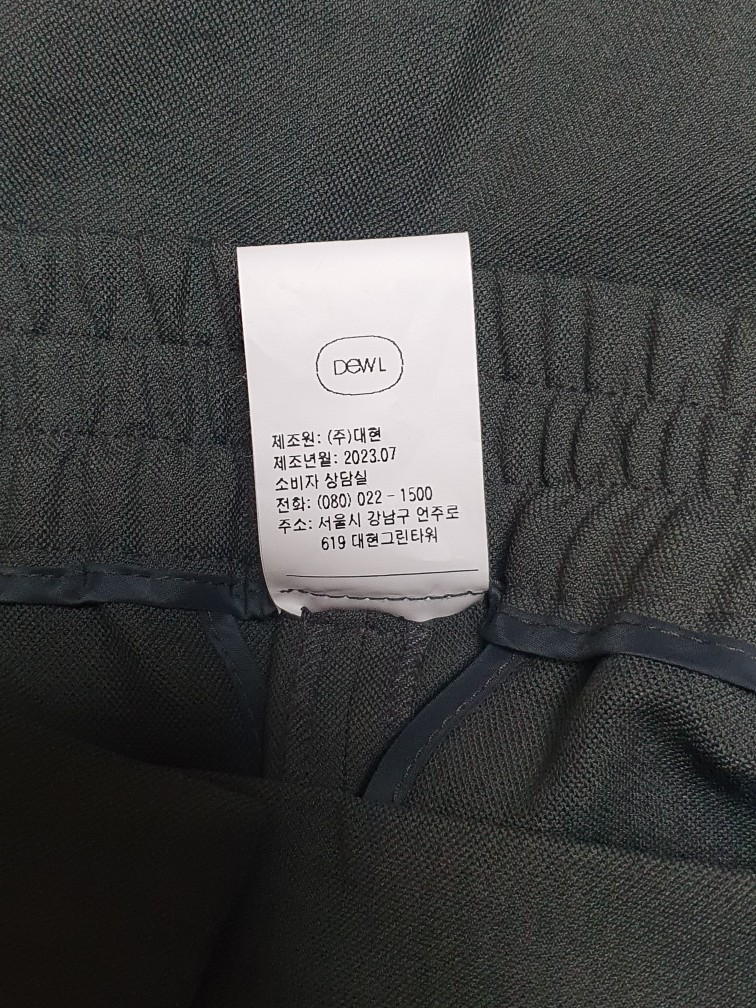 DEWL
제조원: (주)대현
제조년월: 2023.07
소비자 상담실
전화: (080) 022 - 1500
주소: 서울시 강남구 언주로
619 대현그린타워